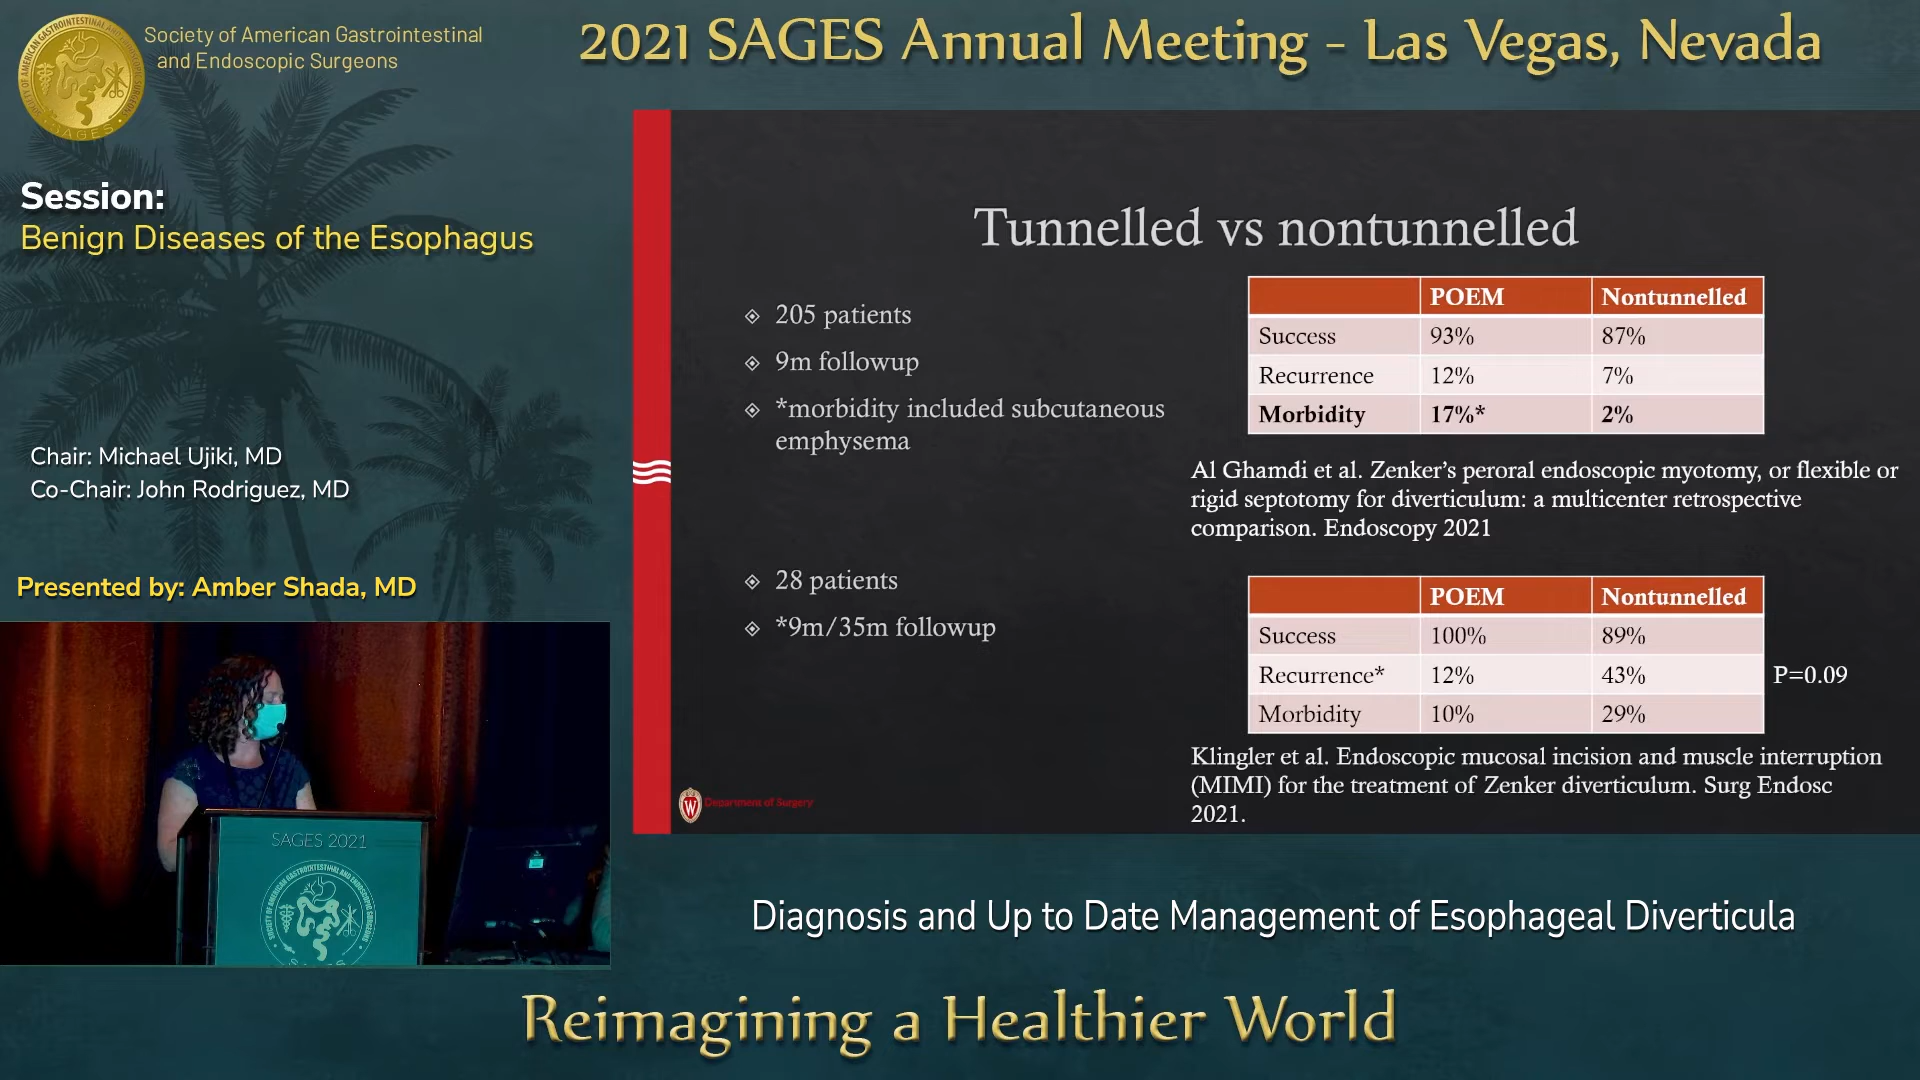 Society of American Gastrointestinal
and Endoscopic Surgeons
2021 SAGES Annual Meeting - Las Vegas, Nevada
Session:
Benign Diseases of the Esophagus
Chair: Michael Ujiki, MD
Co-Chair: John Rodriguez, MD
Presented by: Amber Shada, MD
SAGES 2021
Tunnelled vs nontunnelled
205 patients
9m followup
*morbidity included subcutaneous
emphysema
POEM Nontunnelled
Success 93% 87%
Recurrence 12% 7%
Morbidity 17%* 2%
Al Ghamdi et al. Zenker's peroral endoscopic myotomy, or flexible or
rigid septotomy for diverticulum: a multicenter retrospective
comparison. Endoscopy 2021
28 patients
*9m/35m followup
POEM Nontunnelled
Success 100% 89%
Recurrence* 12% 43% P=0.09
Morbidity 10% 29%
Klingler et al. Endoscopic mucosal incision and muscle interruption
(MIMI) for the treatment of Zenker diverticulum. Surg Endosc
2021.
W Department of Surgery
Diagnosis and Up to Date Management of Esophageal Diverticula
Reimagining a Healthier World